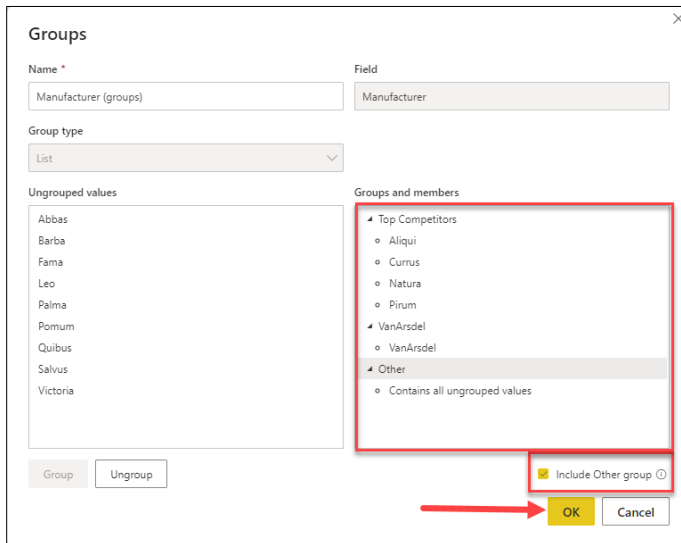 Groups
Name *
Field
Manufacturer (groups)
Manufacturer
Group type
List
Ungrouped values
Abbas
Barba
Fama
Leo
Palma
Pomum
Quibus
Salvus
Victoria
Groups and members
Top Competitors
Aliqui
Currus
Natura
Pirum
VanArsdel
VanArsdel
Other
Contains all ungrouped values
Group
Ungroup
Include Other group
OK
Cancel